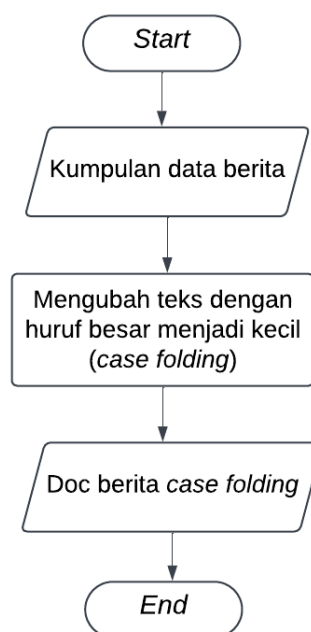 Start
Kumpulan data berita
Mengubah teks dengan
huruf besar menjadi kecil
(case folding)
Doc berita case folding
End